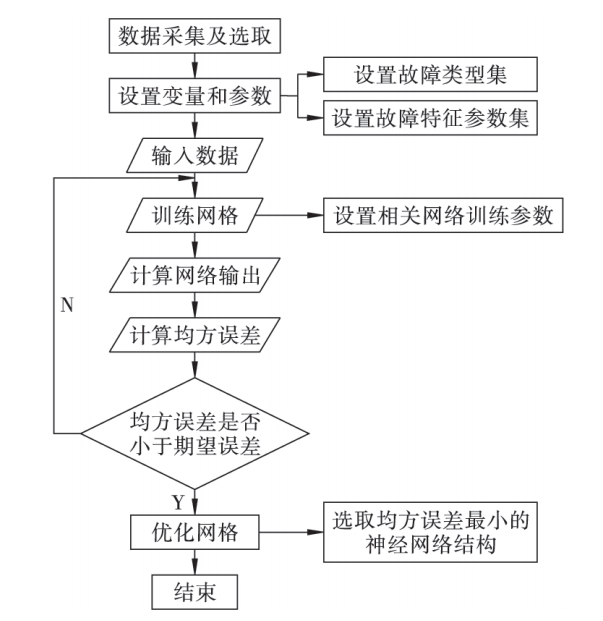 数据采集及选取
设置变量和参数
设置故障类型集
设置故障特征参数集
输入数据
训练网格
设置相关网络训练参数
计算网络输出
N
计算均方误差
均方误差是否
小于期望误差
Y
优化网格
选取均方误差最小的
神经网络结构
结束